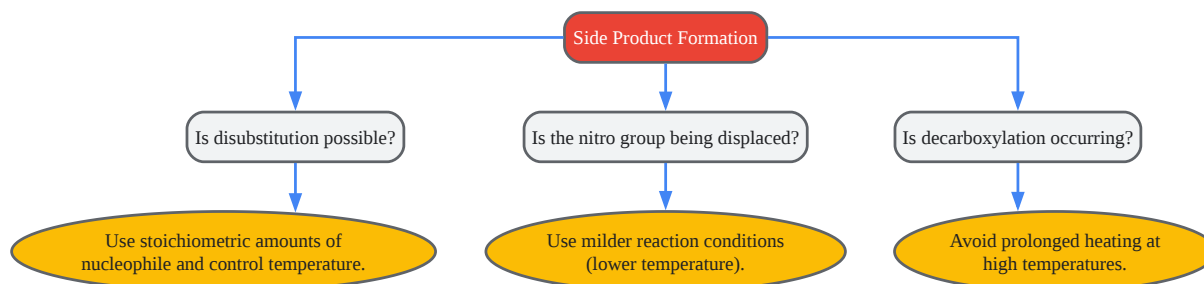 Side Product Formation
Is disubstitution possible?
Is the nitro group being displaced?
Is decarboxylation occurring?
Use stoichiometric amounts of
nucleophile and control temperature.
Use milder reaction conditions
(lower temperature).
Avoid prolonged heating at
high temperatures.